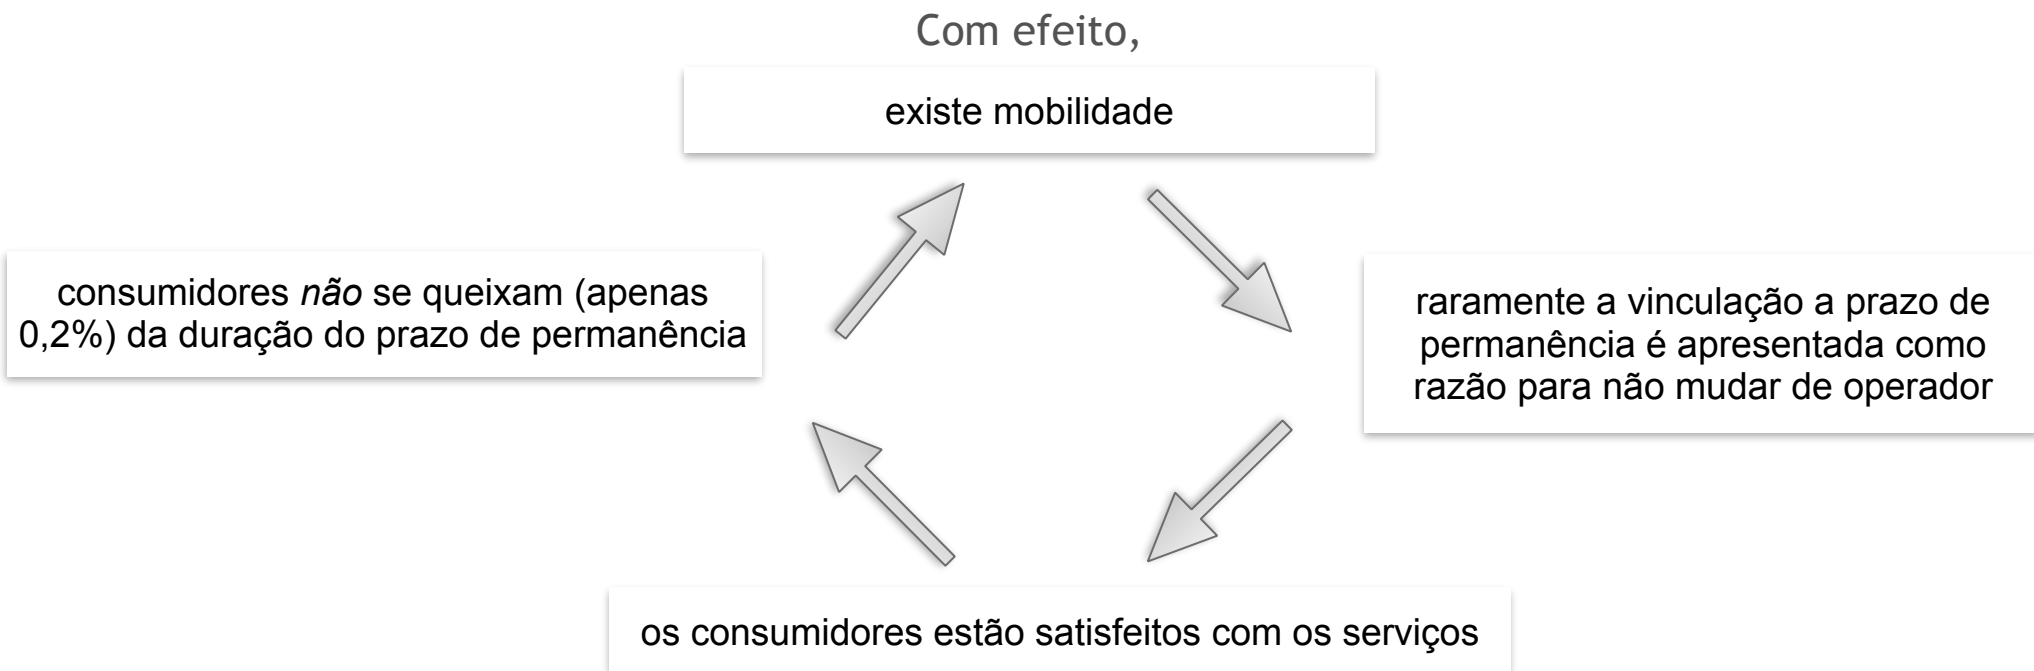 Com efeito,
existe mobilidade
consumidores não se queixam (apenas
0,2%) da duração do prazo de permanência
raramente a vinculação a prazo de
permanência é apresentada como
razão para não mudar de operador
os consumidores estão satisfeitos com os serviços